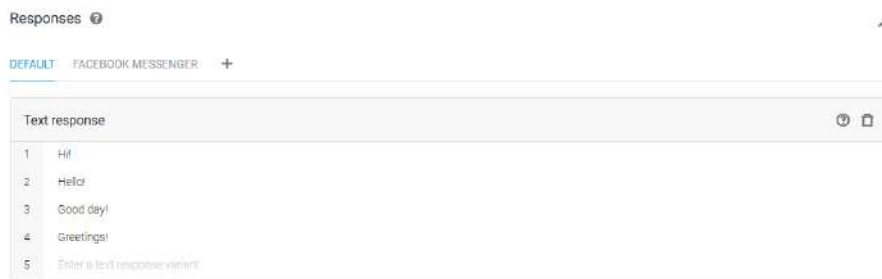 Responses
DEFAULT FACEBOOK MESSENGER +
Text response
1 Hi!
2 Hello!
3 Good day!
4 Greetings!
5 Enter a text response variant